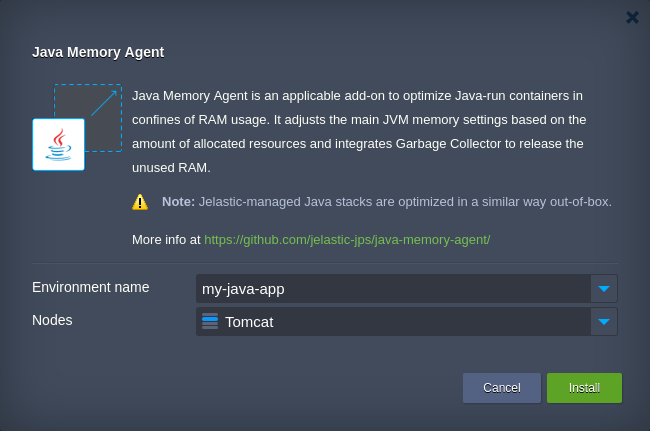 Java Memory Agent
Java Memory Agent is an applicable add-on to optimize Java-run containers in
confines of RAM usage. It adjusts the main JVM memory settings based on the
amount of allocated resources and integrates Garbage Collector to release the
unused RAM.
Note: Jelastic-managed Java stacks are optimized in a similar way out-of-box.
More info at https://github.com/jelastic-jps/java-memory-agent/
Environment name
my-java-app
Nodes
Tomcat
Cancel
Install